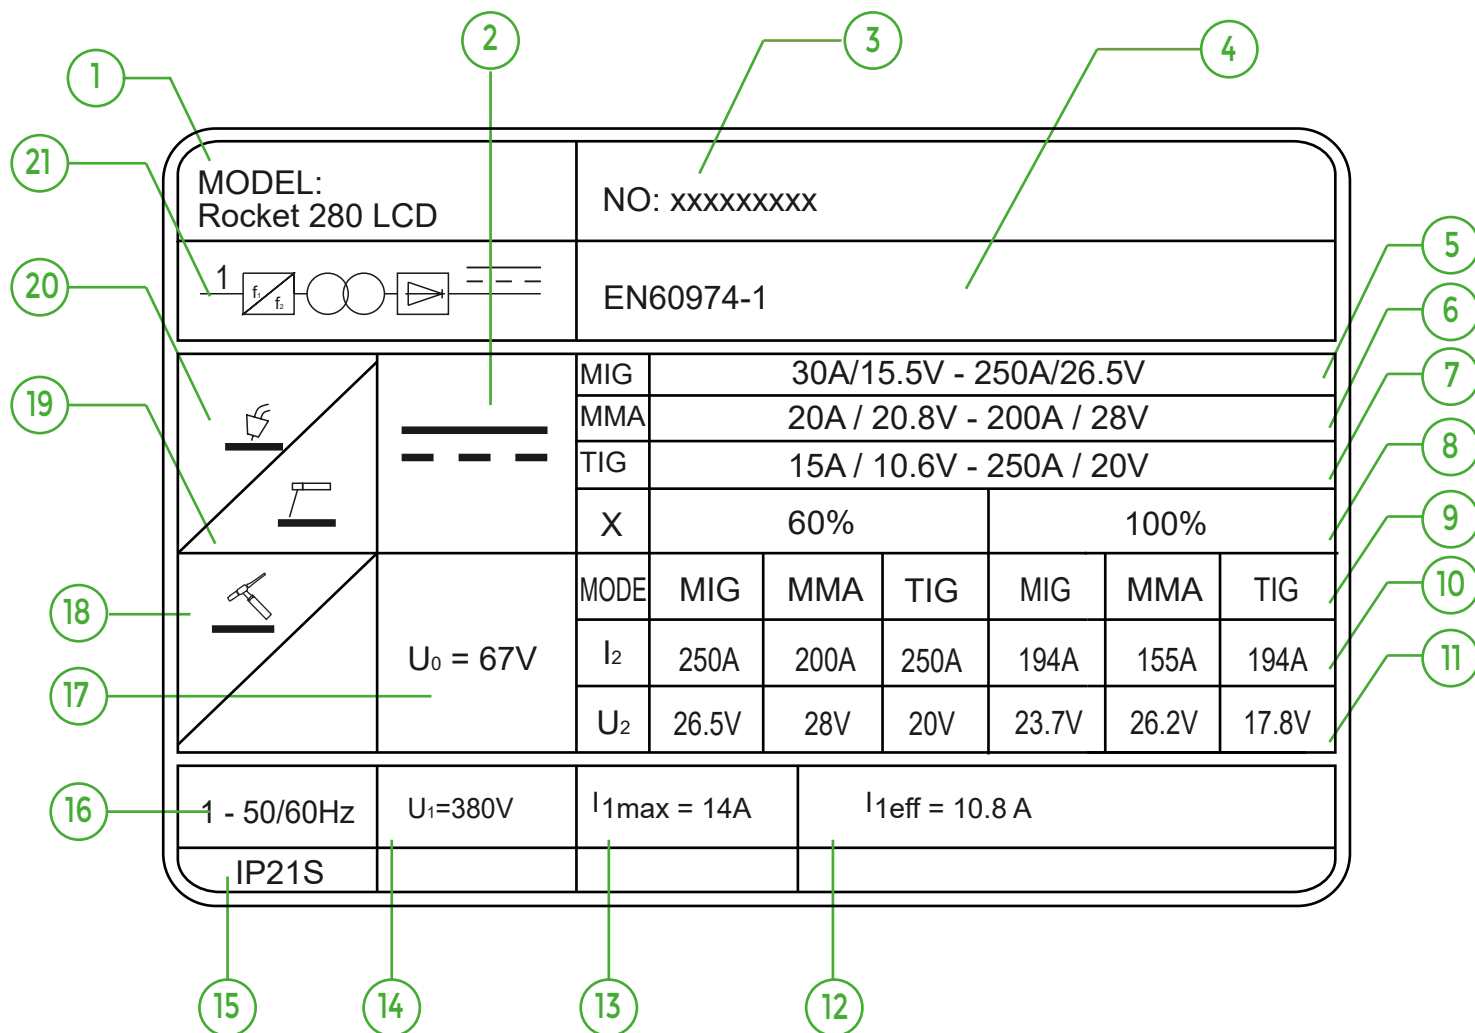 1
2
3
4
5
6
7
8
9
10
11
12
13
14
15
16
17
18
19
20
21
MODEL:
Rocket 280 LCD
NO: xxxxxxxxx
1
f₁
f₂
EN60974-1
MIG 30A/15.5V - 250A/26.5V
MMA 20A / 20.8V - 200A / 28V
TIG 15A / 10.6V - 250A / 20V
X 60% 100%
MODE MIG MMA TIG MIG MMA TIG
U₀ = 67V
I₂ 250A 200A 250A 194A 155A 194A
U₂ 26.5V 28V 20V 23.7V 26.2V 17.8V
1 - 50/60Hz U₁=380V I1max = 14A I1eff = 10.8 A
IP21S